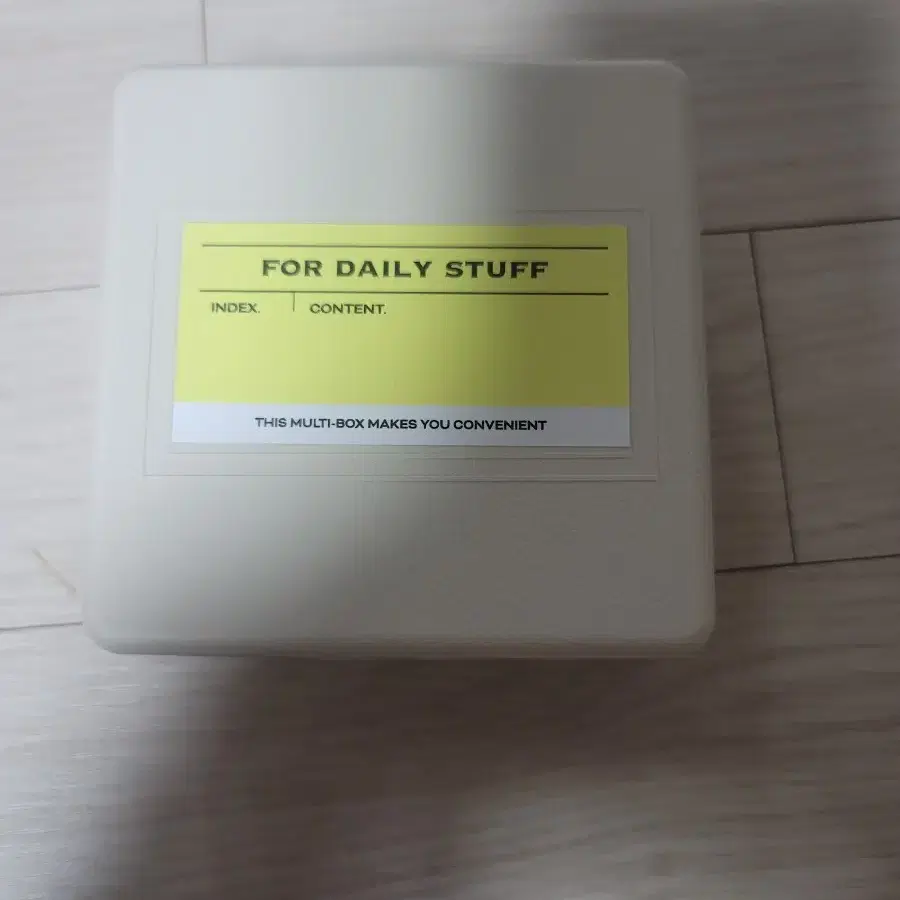 FOR DAILY STUFF
INDEX. CONTENT.
THIS MULTI-BOX MAKES YOU CONVENIENT